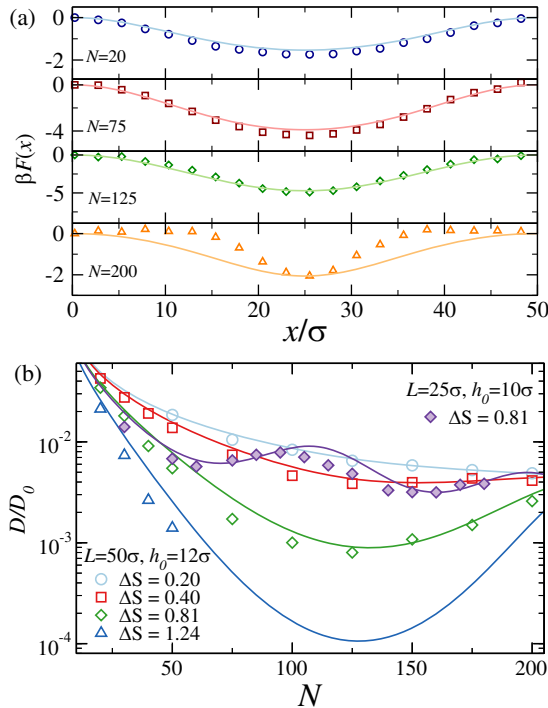 (a)
0
-2
N=20
0
-4
N=75
0
-5
N=125
0
-2
N=200
βF(x)
0 10 20 30 40 50
x/σ
(b)
L=25σ, h₀=10σ
ΔS = 0.81
10⁻²
10⁻³
10⁻⁴
D/D₀
L=50σ, h₀=12σ
ΔS = 0.20
ΔS = 0.40
ΔS = 0.81
ΔS = 1.24
50 100 150 200
N